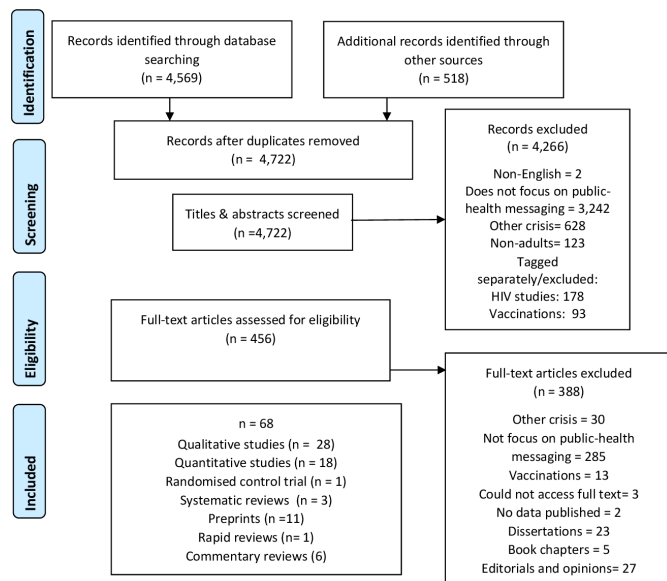 Identification
Records identified through database
searching
(n = 4,569)
Additional records identified through
other sources
(n = 518)
Records after duplicates removed
(n = 4,722)
Screening
Titles & abstracts screened
(n =4,722)
Records excluded
(n = 4,266)
Non-English = 2
Does not focus on public-
health messaging = 3,242
Other crisis= 628
Non-adults= 123
Tagged
separately/excluded:
HIV studies: 178
Vaccinations: 93
Eligibility
Full-text articles assessed for eligibility
(n = 456)
Full-text articles excluded
(n = 388)
Other crisis = 30
Not focus on public-health
messaging = 285
Vaccinations = 13
Could not access full text= 3
No data published = 2
Dissertations = 23
Book chapters = 5
Editorials and opinions= 27
Included
n = 68
Qualitative studies (n = 28)
Quantitative studies (n = 18)
Randomised control trial (n = 1)
Systematic reviews (n = 3)
Preprints (n =11)
Rapid reviews (n= 1)
Commentary reviews (6)